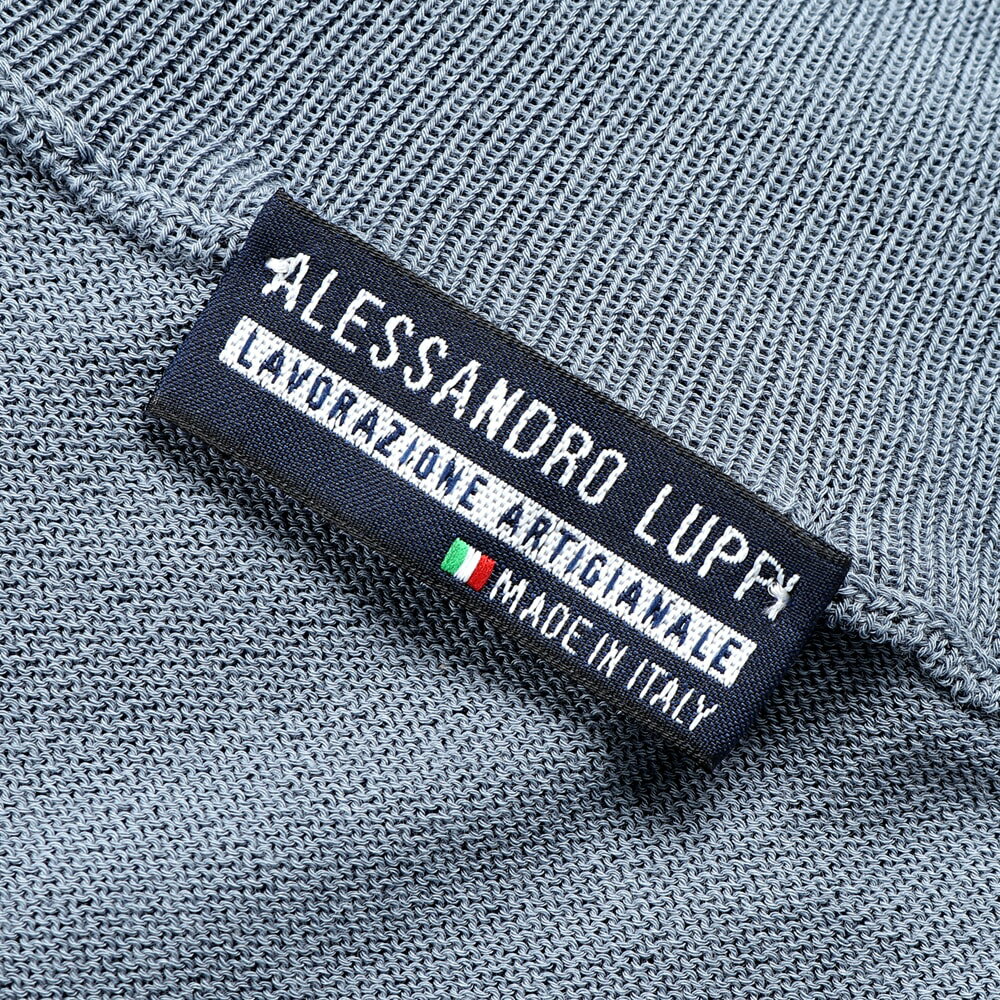 ALESSANDRO LUPPI
LAVORAZIONE ARTIGIANALE
MADE IN ITALY